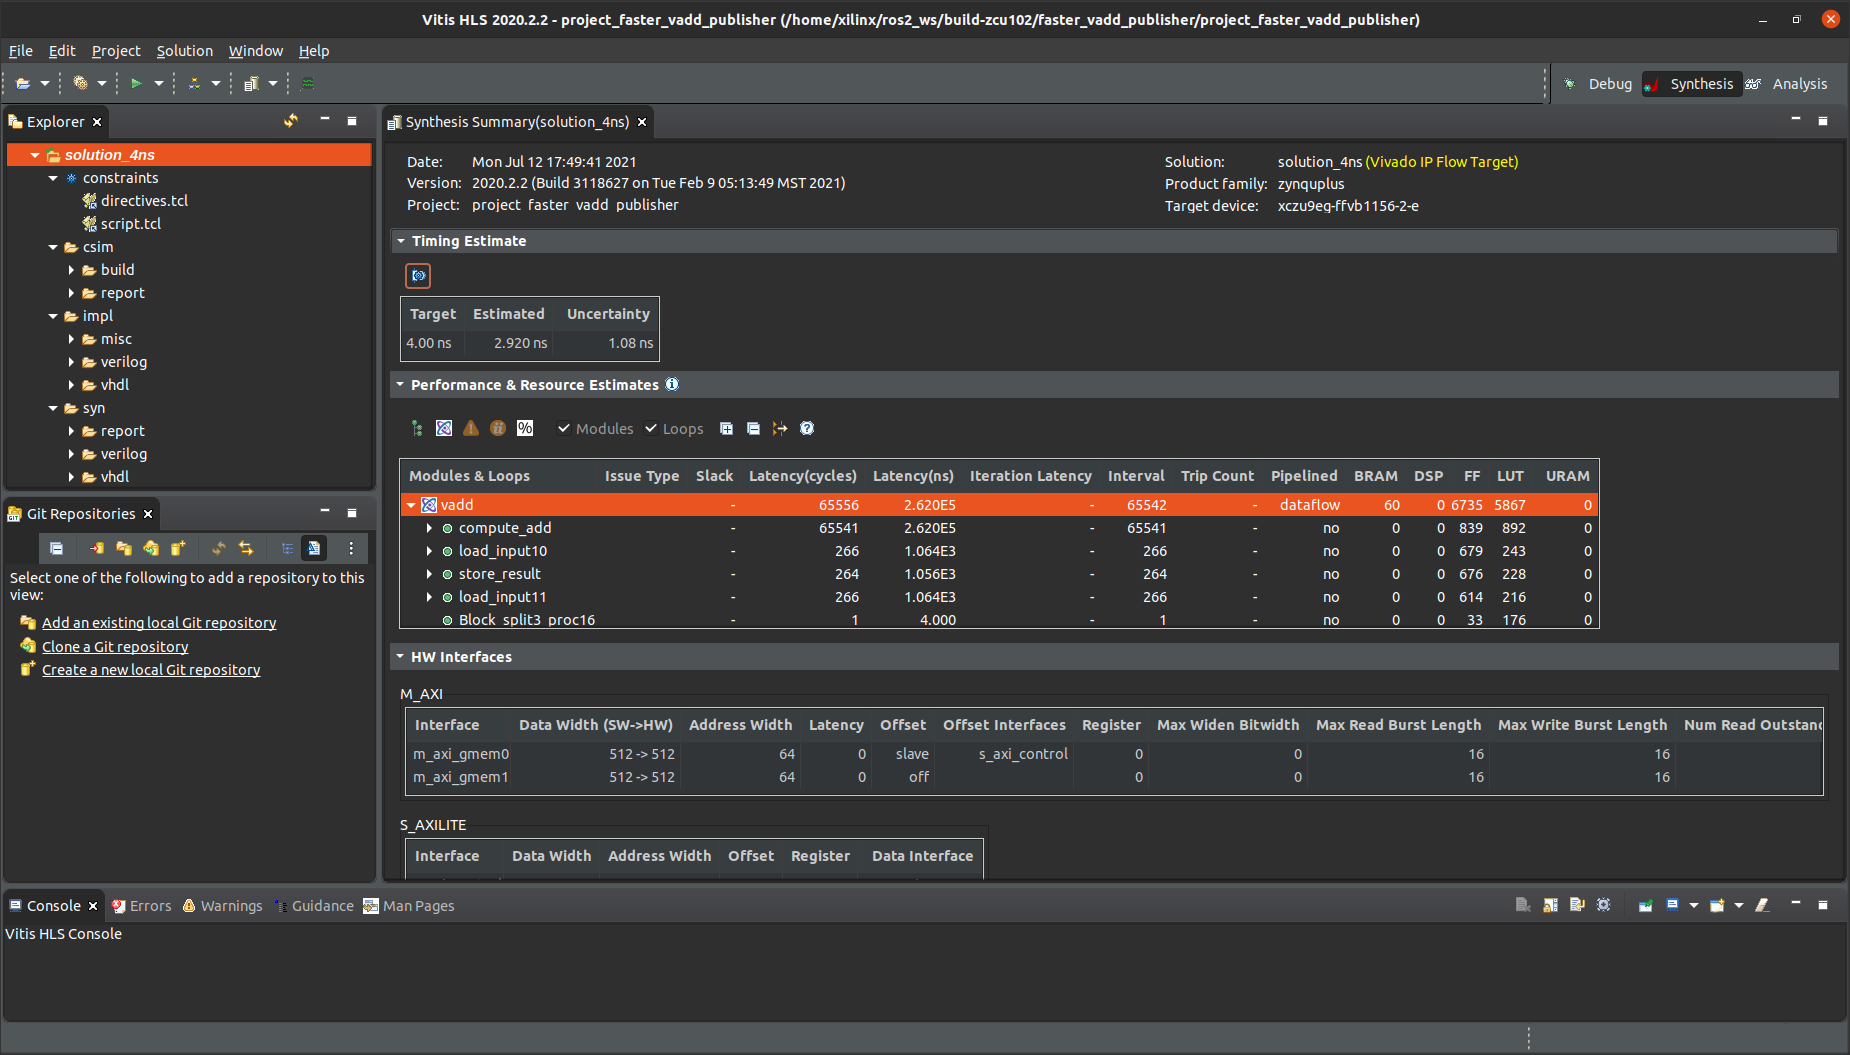 Vitis HLS 2020.2.2 - project_faster_vadd_publisher (/home/xilinx/ros2_ws/build-zcu102/faster_vadd_publisher/project_faster_vadd_publisher)
File Edit Project Solution Window Help
Debug Synthesis Analysis
Explorer
solution_4ns
constraints
directives.tcl
script.tcl
csim
build
report
impl
misc
verilog
vhdl
syn
report
verilog
vhdl
Git Repositories
Select one of the following to add a repository to this
view:
Add an existing local Git repository
Clone a Git repository
Create a new local Git repository
Synthesis Summary(solution_4ns)
Date: Mon Jul 12 17:49:41 2021
Version: 2020.2.2 (Build 3118627 on Tue Feb 9 05:13:49 MST 2021)
Project: project_faster_vadd_publisher
Solution: solution_4ns (Vivado IP Flow Target)
Product family: zynquplus
Target device: xczu9eg-ffvb1156-2-e
Timing Estimate
Target Estimated Uncertainty
4.00 ns 2.920 ns 1.08 ns
Performance & Resource Estimates
% Modules Loops
Modules & Loops Issue Type Slack Latency(cycles) Latency(ns) Iteration Latency Interval Trip Count Pipelined BRAM DSP FF LUT URAM
vadd - 65556 2.620E5 - 65542 - dataflow 60 0 6735 5867 0
compute_add - 65541 2.620E5 - 65541 - no 0 0 839 892 0
load_input10 - 266 1.064E3 - 266 - no 0 0 679 243 0
store_result - 264 1.056E3 - 264 - no 0 0 676 228 0
load_input11 - 266 1.064E3 - 266 - no 0 0 614 216 0
Block_split3_proc16 - 1 4.000 - 1 - no 0 0 33 176 0
HW Interfaces
M_AXI
Interface Data Width (SW->HW) Address Width Latency Offset Offset Interfaces Register Max Widen Bitwidth Max Read Burst Length Max Write Burst Length Num Read Outstanc
m_axi_gmem0 512 -> 512 64 0 slave s_axi_control 0 0 16 16
m_axi_gmem1 512 -> 512 64 0 off 0 0 16 16
S_AXILITE
Interface Data Width Address Width Offset Register Data Interface
Console Errors Warnings Guidance Man Pages
Vitis HLS Console